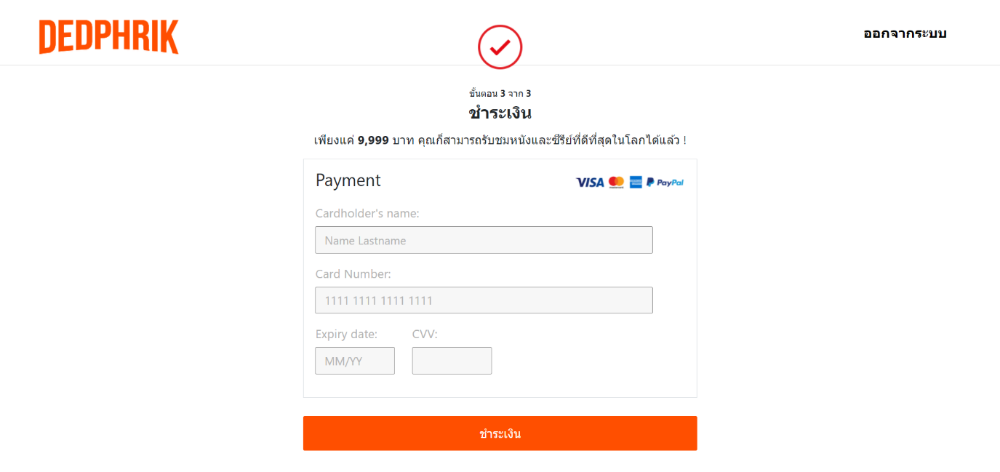 DEDPHRIK
ออกจากระบบ
ขั้นตอน 3 จาก 3
ชำระเงิน
เพียงแค่ 9,999 บาท คุณก็สามารถรับชมหนังและซีรีย์ที่ดีที่สุดในโลกได้แล้ว !
Payment
VISA mastercard PayPal
Cardholder's name:
Name Lastname
Card Number:
1111 1111 1111 1111
Expiry date: CVV:
MM/YY
ชำระเงิน